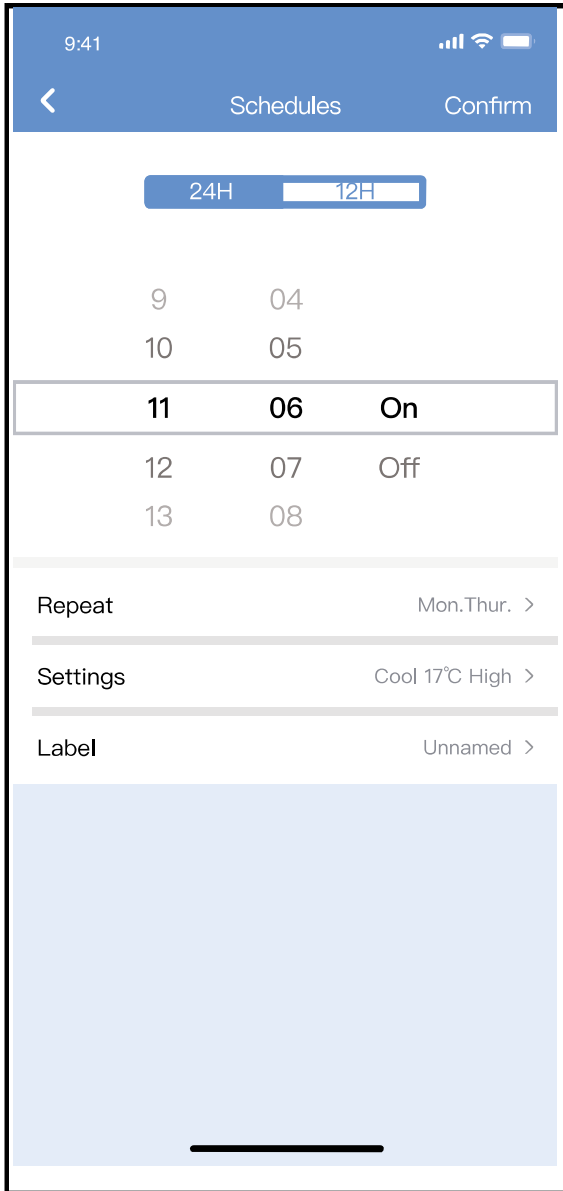 9:41
Schedules Confirm
24H 12H
9 04
10 05
11 06 On
12 07 Off
13 08
Repeat Mon.Thur. >
Settings Cool 17℃ High >
Label Unnamed >